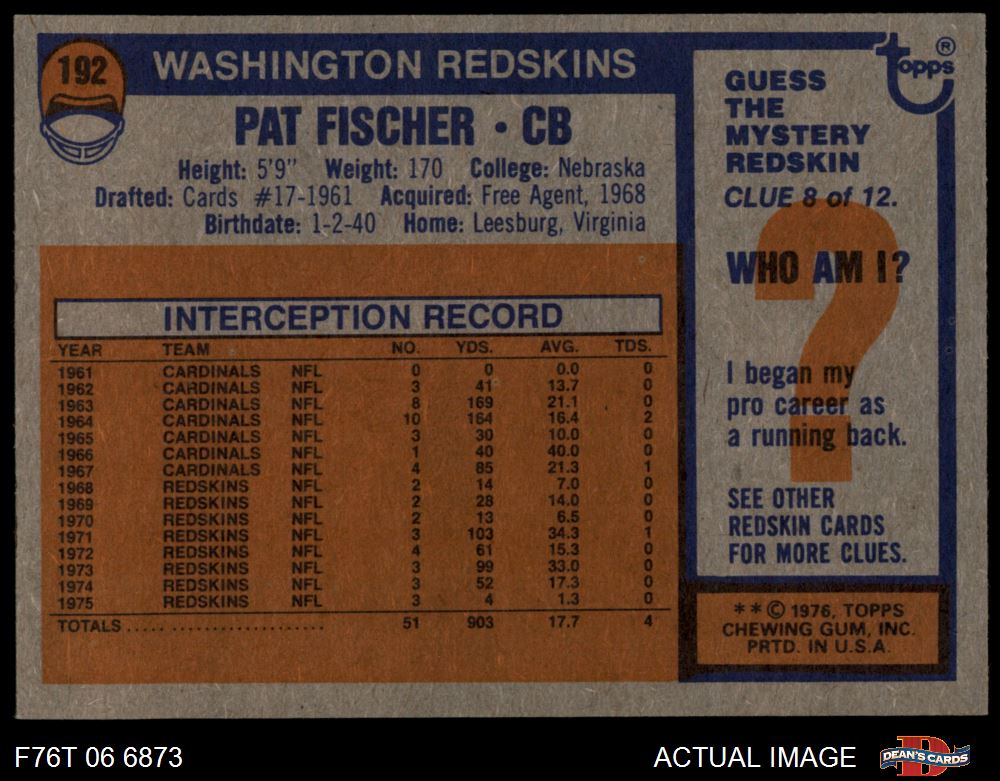 192
WASHINGTON REDSKINS
PAT FISCHER • CB
Height: 5'9" Weight: 170 College: Nebraska
Drafted: Cards #17-1961 Acquired: Free Agent, 1968
Birthdate: 1-2-40 Home: Leesburg, Virginia
INTERCEPTION RECORD
YEAR TEAM NO. YDS. AVG. TDS.
1961 CARDINALS NFL 0 0 0.0 0
1962 CARDINALS NFL 3 41 13.7 0
1963 CARDINALS NFL 8 169 21.1 0
1964 CARDINALS NFL 10 164 16.4 2
1965 CARDINALS NFL 3 30 10.0 0
1966 CARDINALS NFL 1 40 40.0 0
1967 CARDINALS NFL 4 85 21.3 1
1968 REDSKINS NFL 2 14 7.0 0
1969 REDSKINS NFL 2 28 14.0 0
1970 REDSKINS NFL 2 13 6.5 0
1971 REDSKINS NFL 3 103 34.3 1
1972 REDSKINS NFL 4 61 15.3 0
1973 REDSKINS NFL 3 99 33.0 0
1974 REDSKINS NFL 3 52 17.3 0
1975 REDSKINS NFL 3 4 1.3 0
TOTALS..... .................... 51 903 17.7 4
topps ®
GUESS
THE
MYSTERY
REDSKIN
CLUE 8 of 12.
?
WHO AM I?
I began my
pro career as
a running back.
SEE OTHER
REDSKIN CARDS
FOR MORE CLUES.
**© 1976, TOPPS
CHEWING GUM, INC.
PRTD. IN U.S.A.
F76T 06 6873
ACTUAL IMAGE
D
DEAN'S CARDS